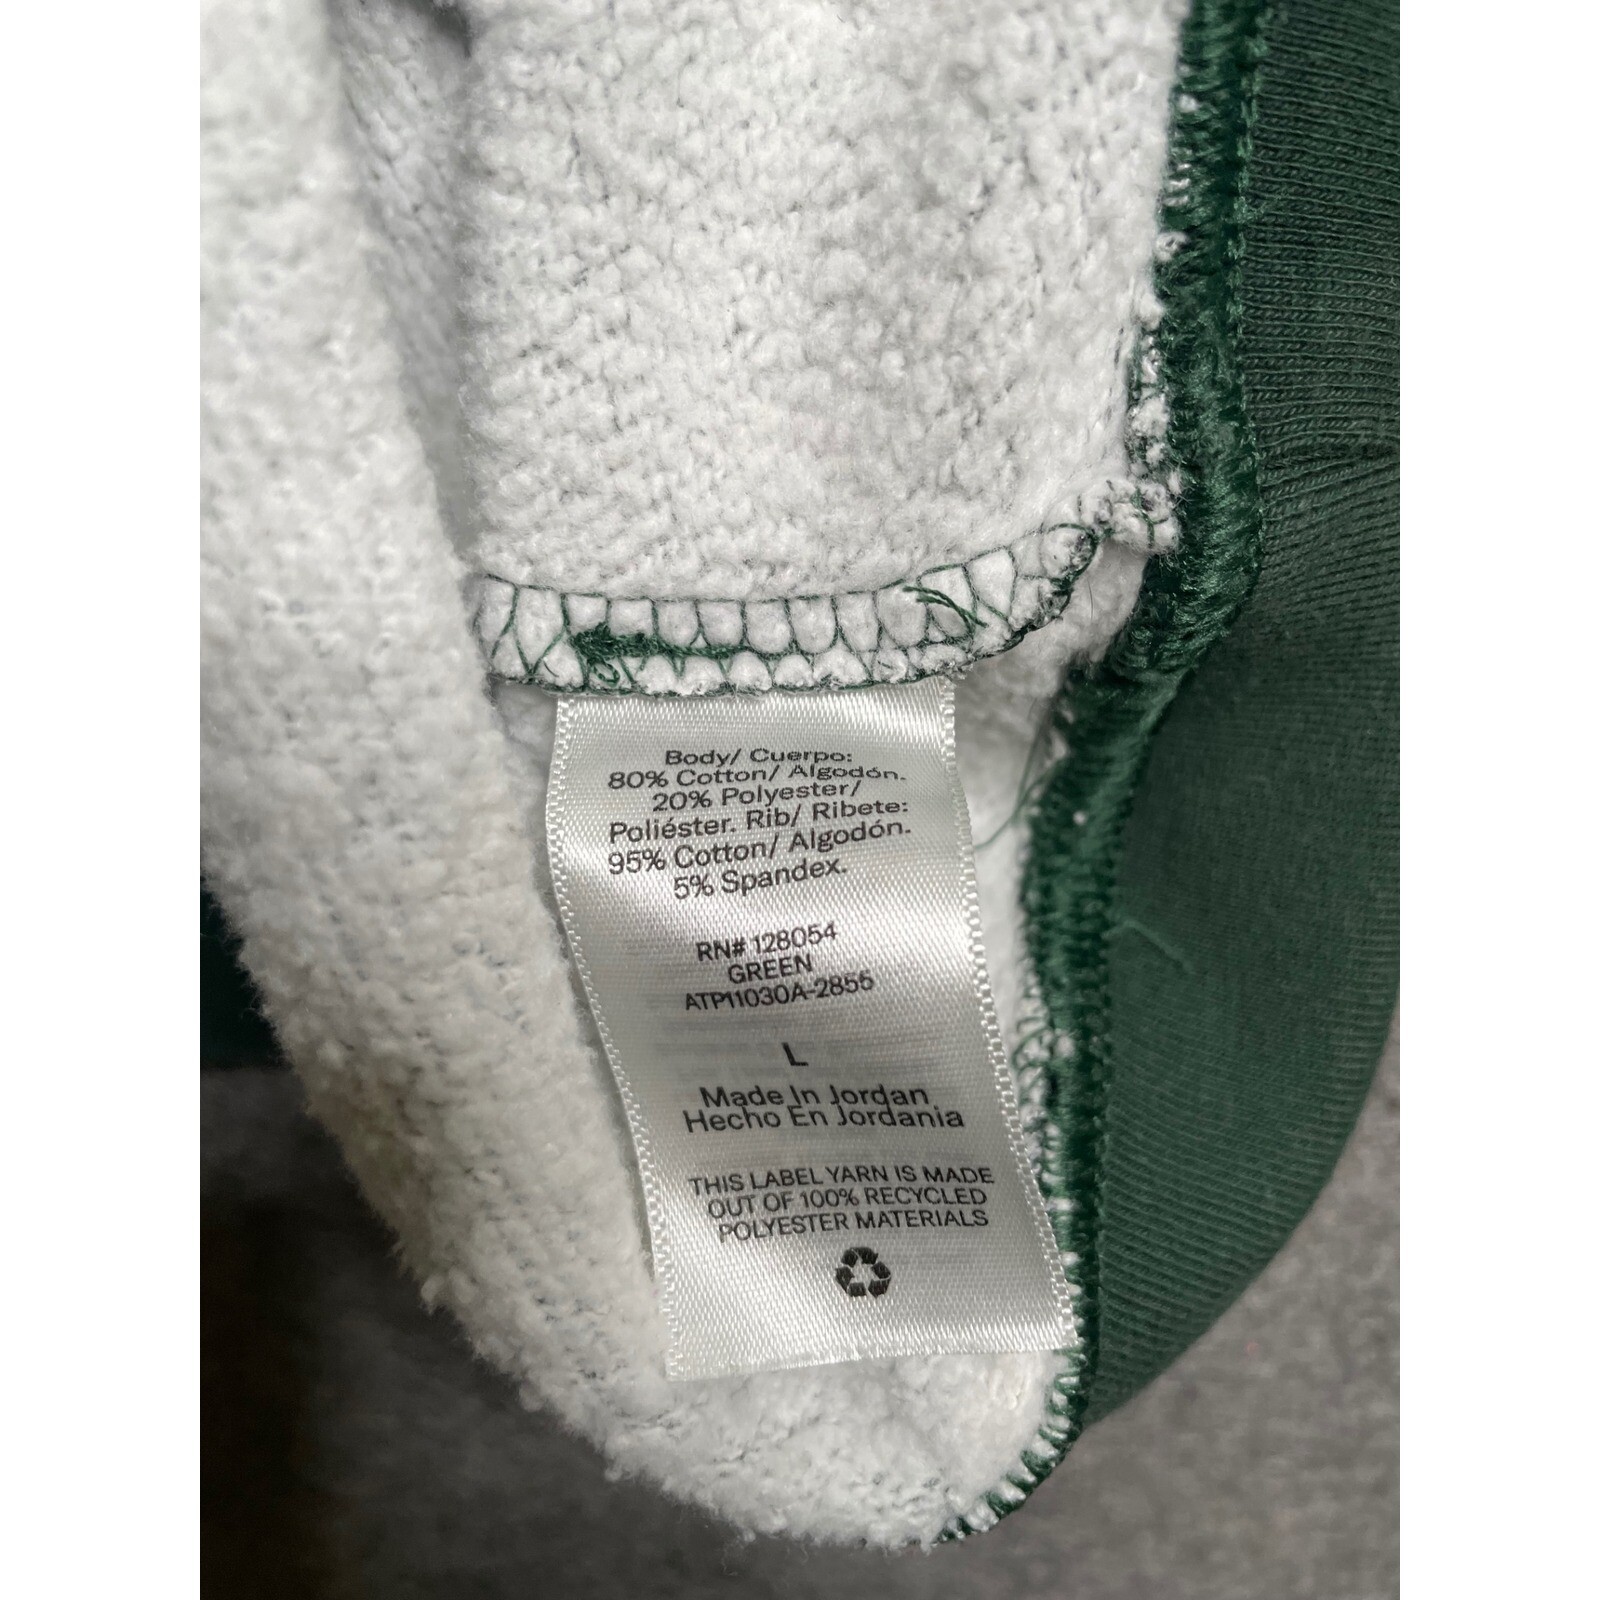 Body/ Cuerpo:
80% Cotton/ Algodón.
20% Polyester/
Poliéster. Rib/ Ribete:
95% Cotton/ Algodón.
5% Spandex.
RN# 128054
GREEN
ATP11030A-2855
L
Made In Jordan
Hecho En Jordania
THIS LABEL YARN IS MADE
OUT OF 100% RECYCLED
POLYESTER MATERIALS